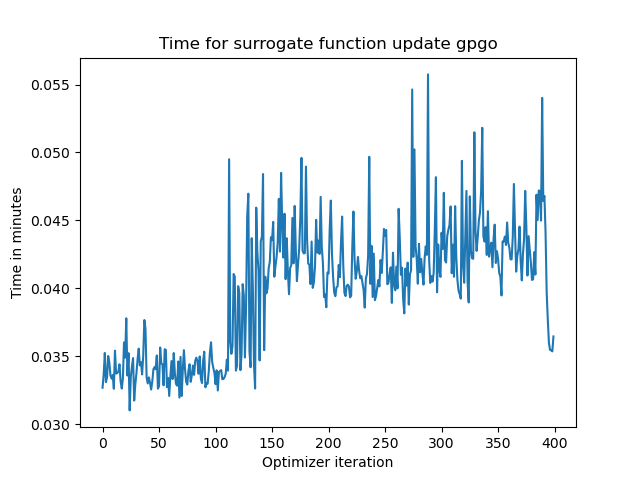 Time for surrogate function update gpgo
0.055
0.050
0.045
0.040
0.035
0.030
Time in minutes
0 50 100 150 200 250 300 350 400
Optimizer iteration